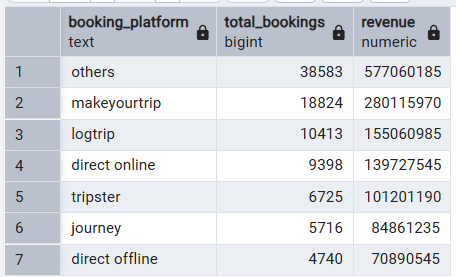 booking_platform total_bookings revenue
text bigint numeric
1 others 38583 577060185
2 makeyourtrip 18824 280115970
3 logtrip 10413 155060985
4 direct online 9398 139727545
5 tripster 6725 101201190
6 journey 5716 84861235
7 direct offline 4740 70890545